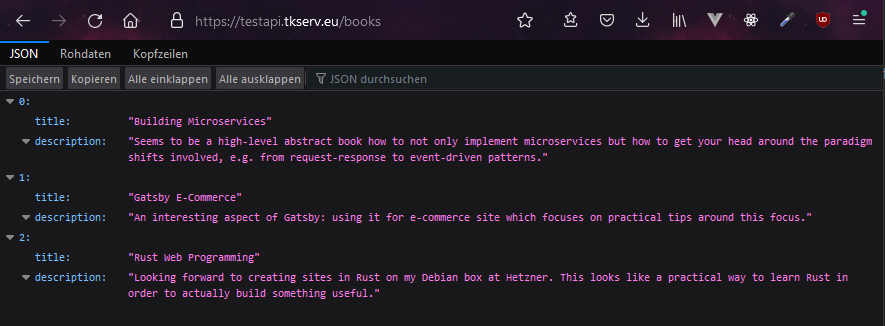 https://testapi.tkserv.eu/books
JSON Rohdaten Kopfzeilen
Speichern Kopieren Alle einklappen Alle ausklappen JSON durchsuchen
0:
title: "Building Microservices"
description: "Seems to be a high-level abstract book how to not only implement microservices but how to get your head around the paradigm
shifts involved, e.g. from request-response to event-driven patterns."
1:
title: "Gatsby E-Commerce"
description: "An interesting aspect of Gatsby: using it for e-commerce site which focuses on practical tips around this focus."
2:
title: "Rust Web Programming"
description: "Looking forward to creating sites in Rust on my Debian box at Hetzner. This looks like a practical way to learn Rust in
order to actually build something useful."